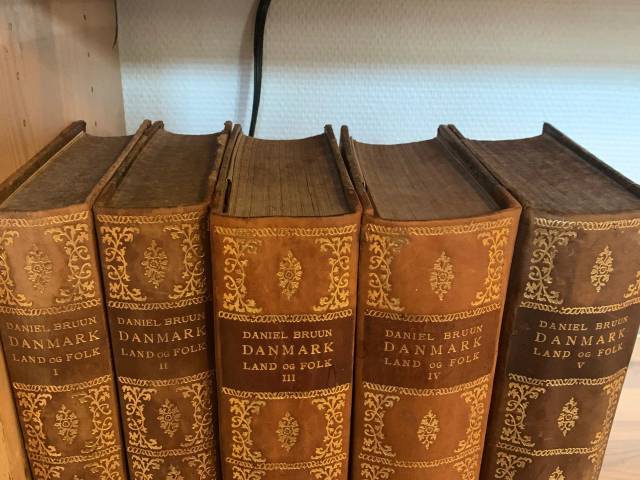 DANIEL BRUUN
DANMARK
LAND OG FOLK
I
DANIEL BRUUN
DANMARK
LAND OG FOLK
II
DANIEL BRUUN
DANMARK
LAND OG FOLK
III
DANIEL BRUUN
DANMARK
LAND OG FOLK
IV
DANIEL BRUUN
DANMARK
LAND OG FOLK
V